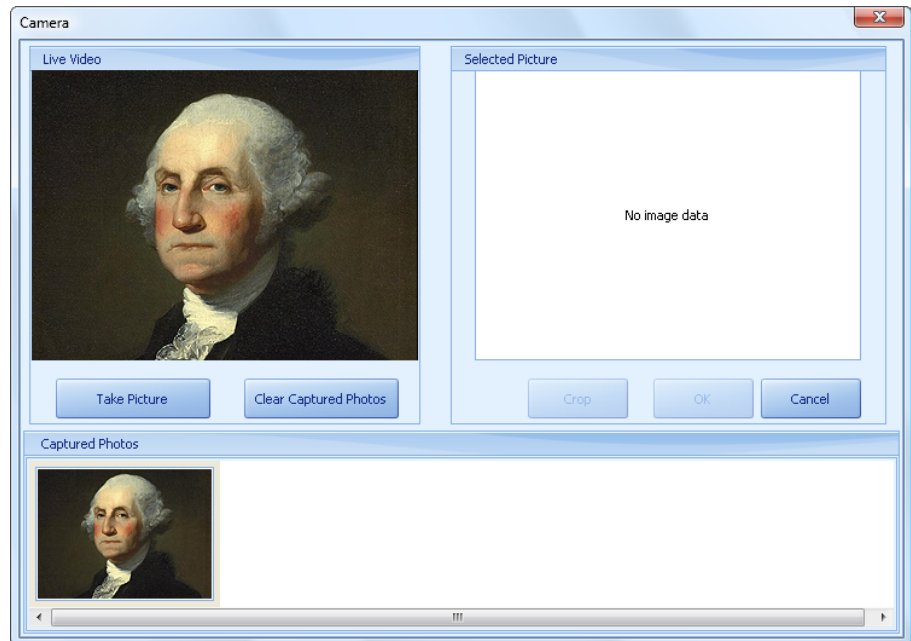 Camera
Live Video
Selected Picture
No image data
Take Picture
Clear Captured Photos
Crop
OK
Cancel
Captured Photos